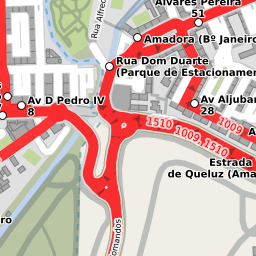 Alvares Pereira
51
Amadora (Bº Janeiro
Rua Alfre
Rua Dom Duarte
(Parque de Estacionamen
Av D Pedro IV
8
Av Aljubar
28
1009
1510 1009, 1510
Estrada
de Queluz (Ama
omandos
ro
A